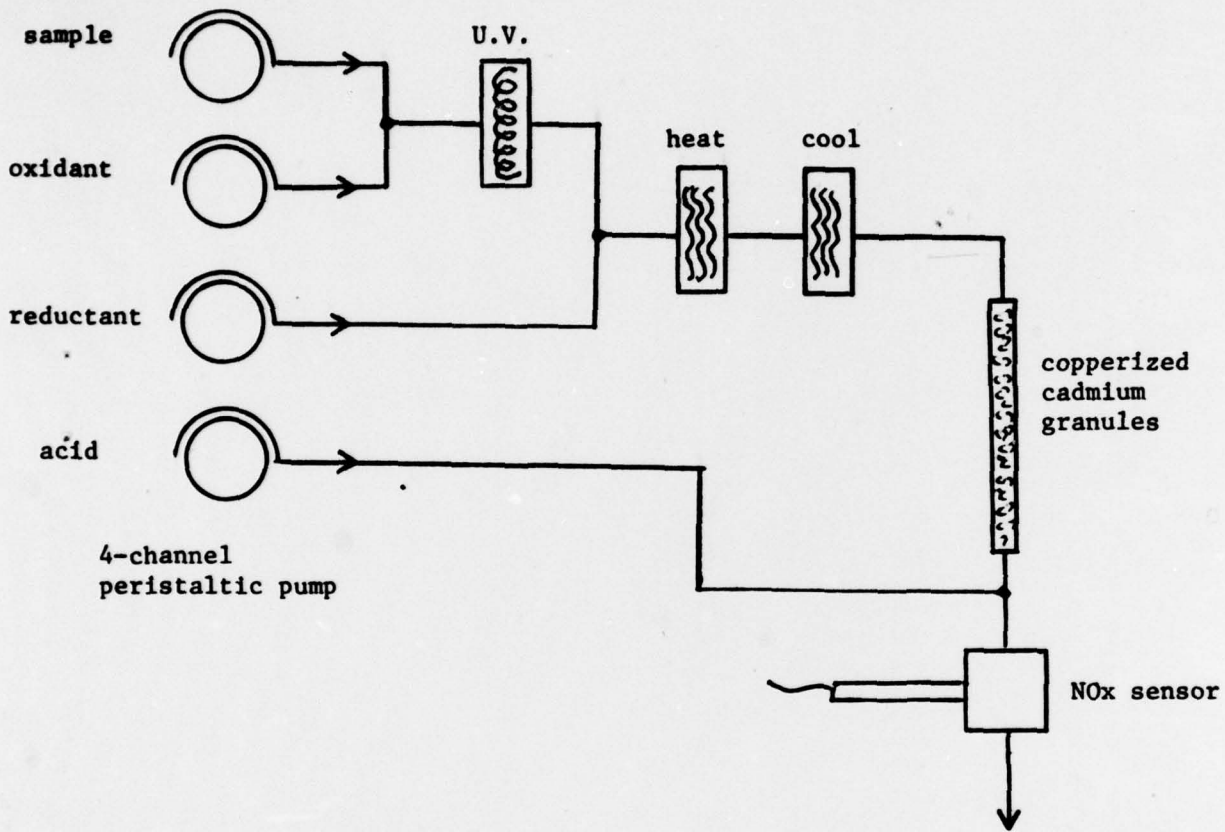 sample
U.V.
oxidant
heat
cool
reductant
copperized
cadmium
granules
acid
4-channel
peristaltic pump
NOx sensor